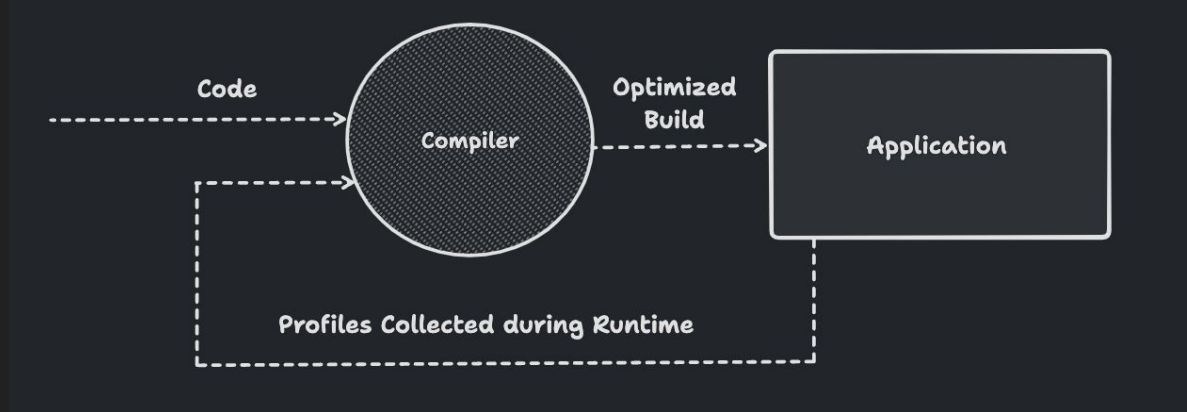 Code
Compiler
Optimized
Build
Application
Profiles Collected during Runtime